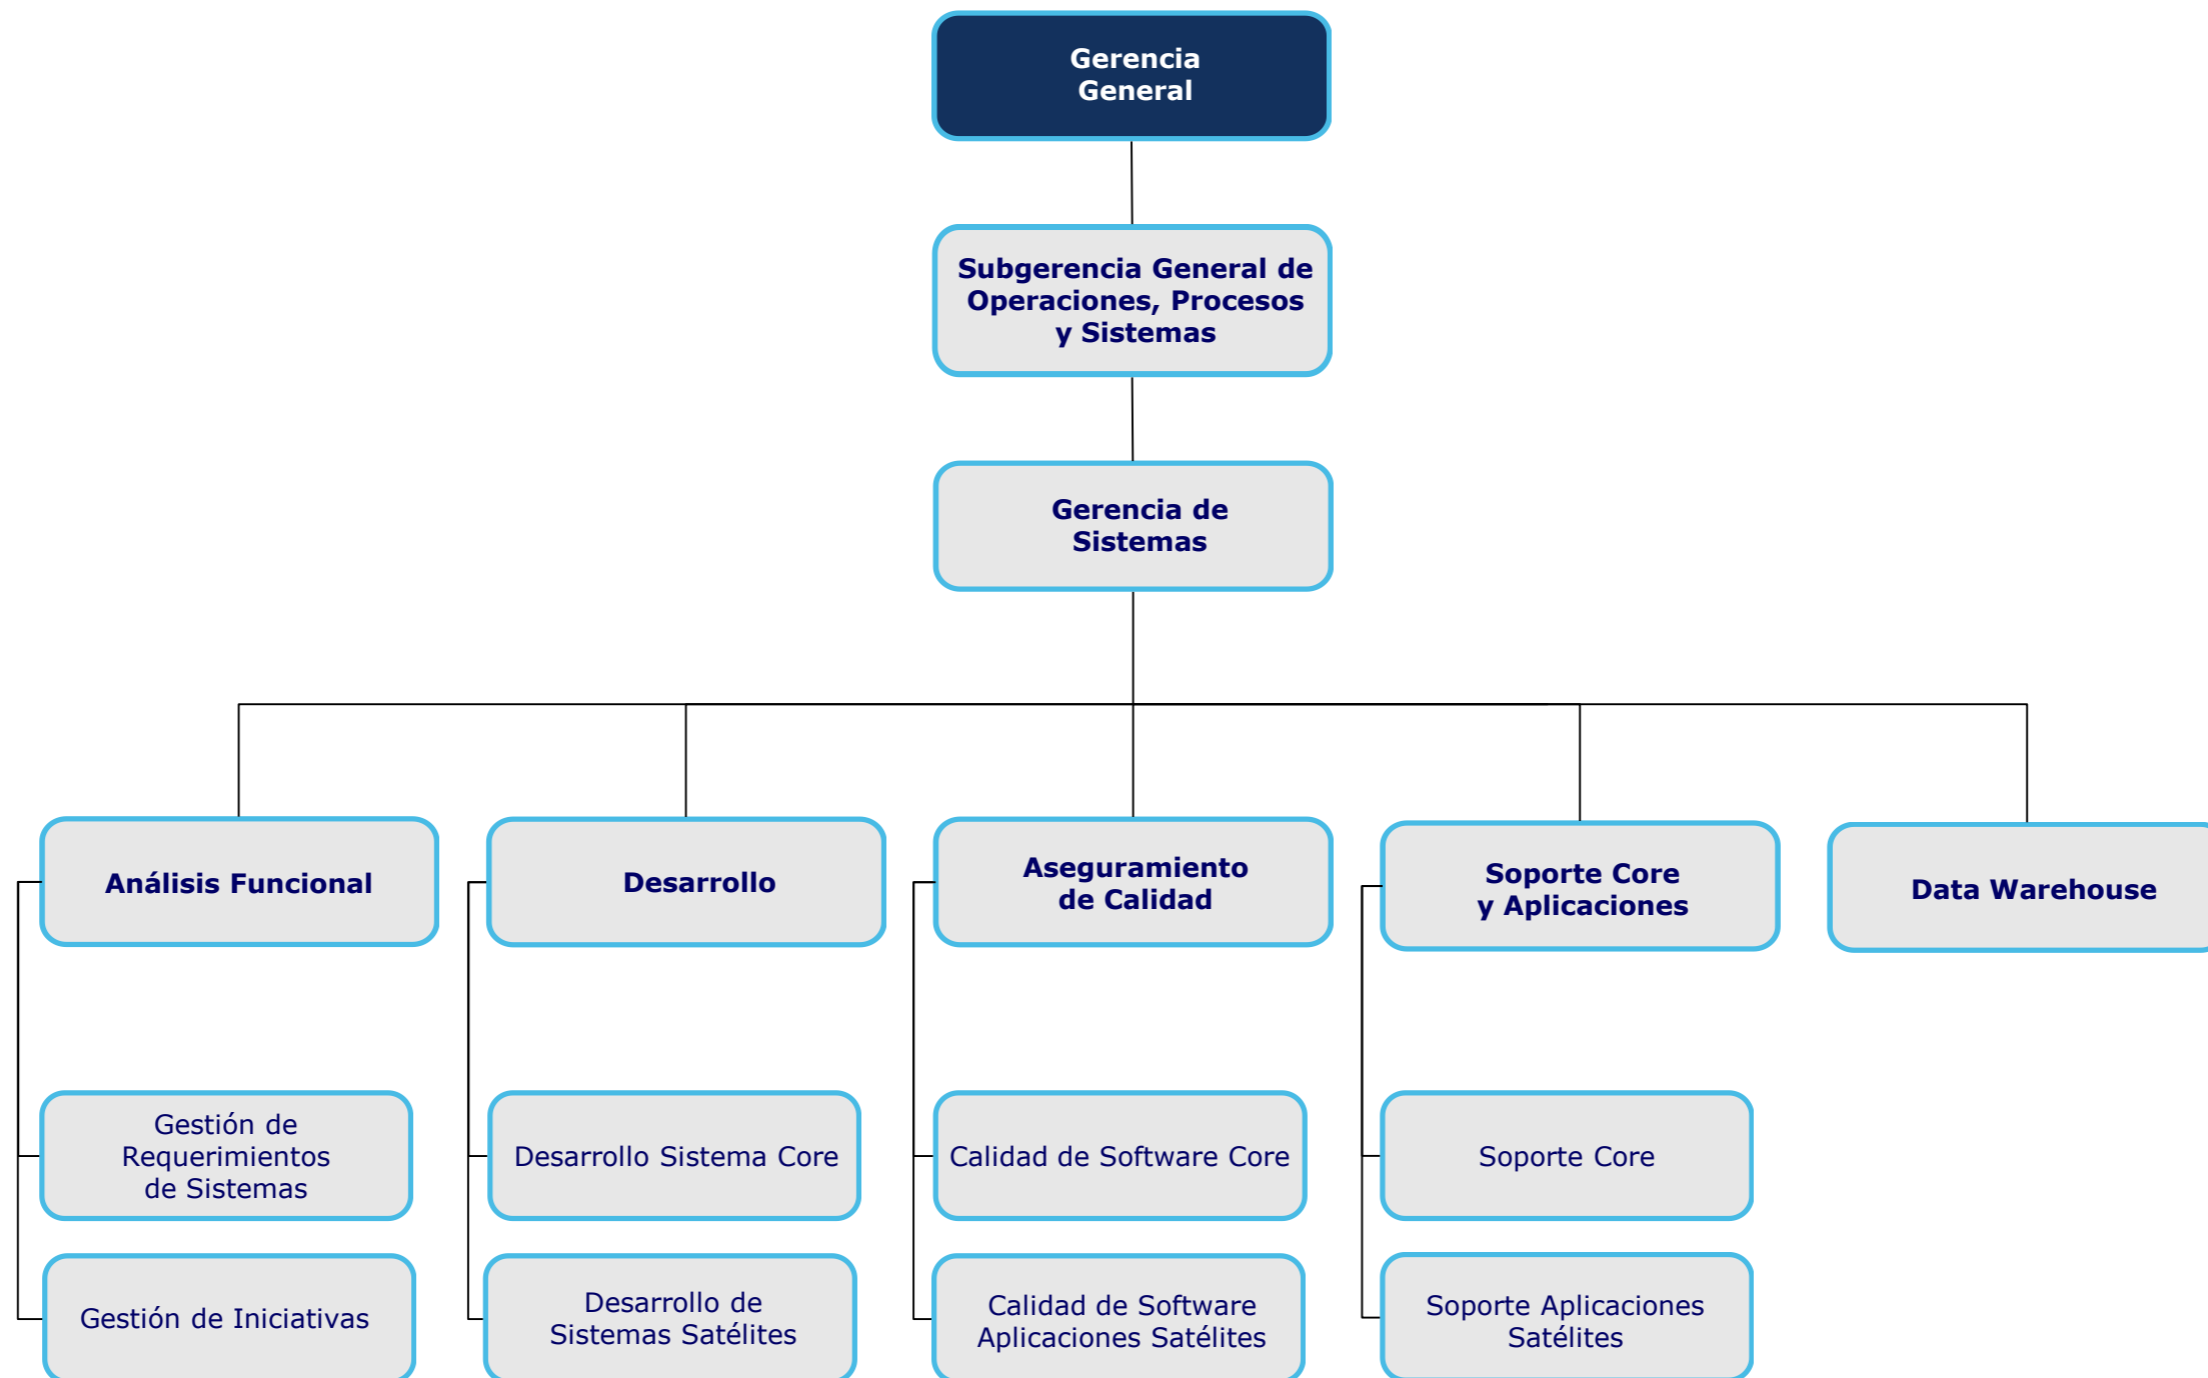 Gerencia
General
Subgerencia General de
Operaciones, Procesos
y Sistemas
Gerencia de
Sistemas
Análisis Funcional
Desarrollo
Aseguramiento
de Calidad
Soporte Core
y Aplicaciones
Data Warehouse
Gestión de
Requerimientos
de Sistemas
Desarrollo Sistema Core
Calidad de Software Core
Soporte Core
Gestión de Iniciativas
Desarrollo de
Sistemas Satélites
Calidad de Software
Aplicaciones Satélites
Soporte Aplicaciones
Satélites